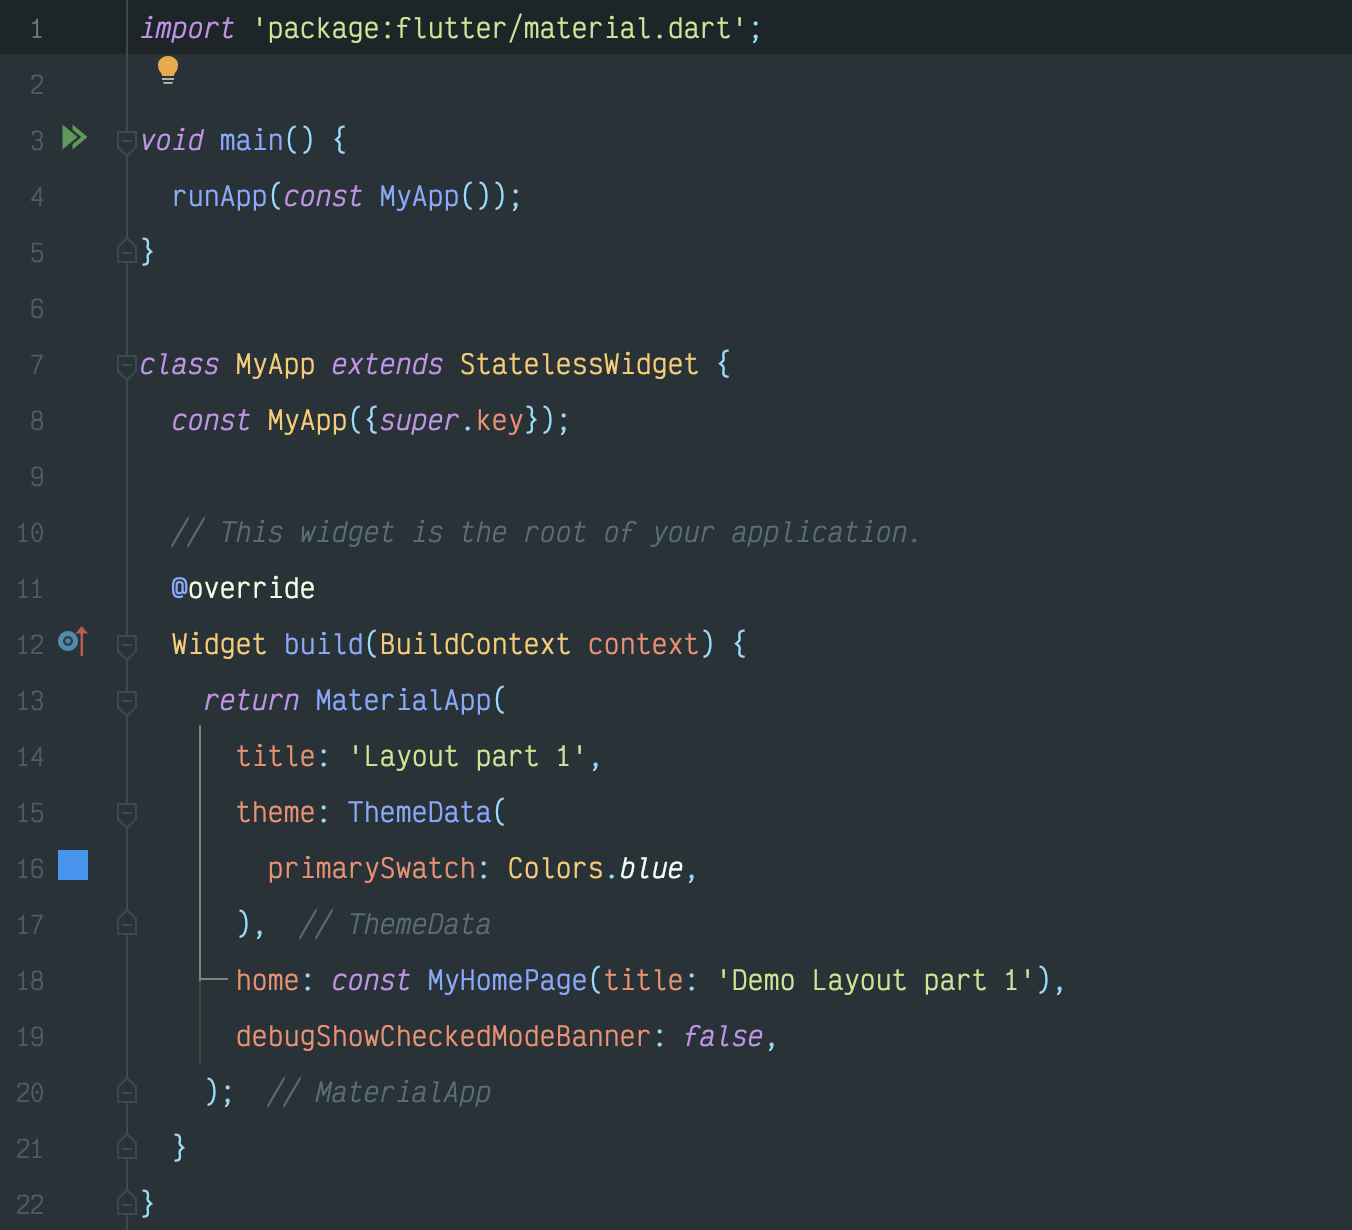 1 import 'package:flutter/material.dart';
2
3 void main() {
4   runApp(const MyApp());
5 }
6
7 class MyApp extends StatelessWidget {
8   const MyApp({super.key});
9
10   // This widget is the root of your application.
11   @override
12   Widget build(BuildContext context) {
13     return MaterialApp(
14       title: 'Layout part 1',
15       theme: ThemeData(
16         primarySwatch: Colors.blue,
17       ), // ThemeData
18       home: const MyHomePage(title: 'Demo Layout part 1'),
19       debugShowCheckedModeBanner: false,
20     ); // MaterialApp
21   }
22 }